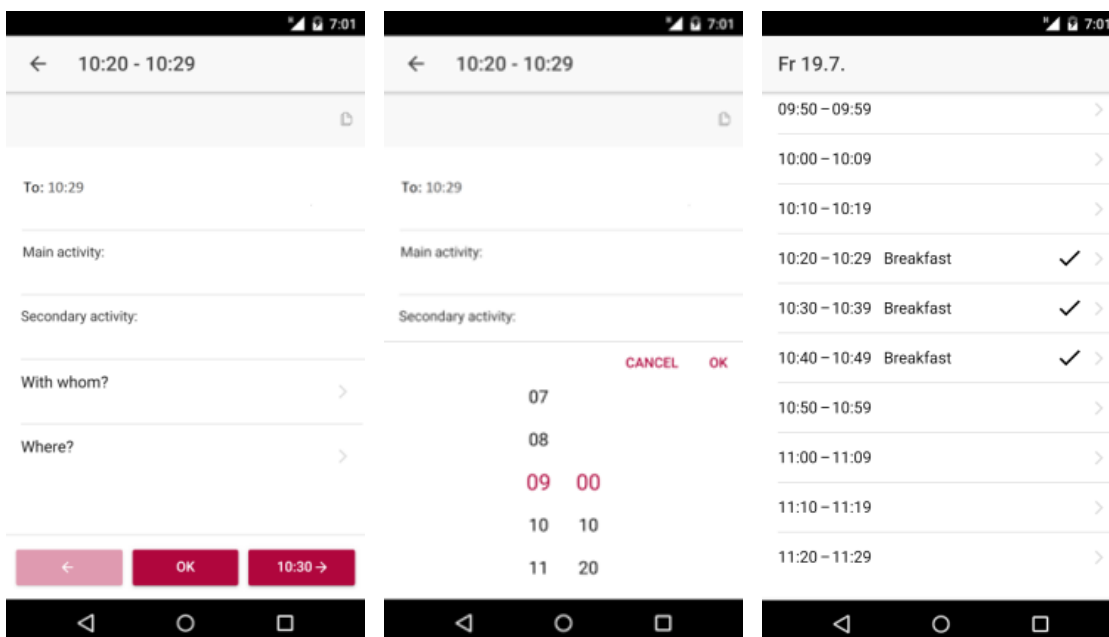 7:01
10:20 - 10:29
To: 10:29
Main activity:
Secondary activity:
With whom?
Where?
← OK 10:30 →
7:01
10:20 - 10:29
To: 10:29
Main activity:
Secondary activity:
CANCEL OK
07
08
09 00
10 10
11 20
7:01
Fr 19.7.
09:50 – 09:59
10:00 – 10:09
10:10 – 10:19
10:20 – 10:29 Breakfast
10:30 – 10:39 Breakfast
10:40 – 10:49 Breakfast
10:50 – 10:59
11:00 – 11:09
11:10 – 11:19
11:20 – 11:29